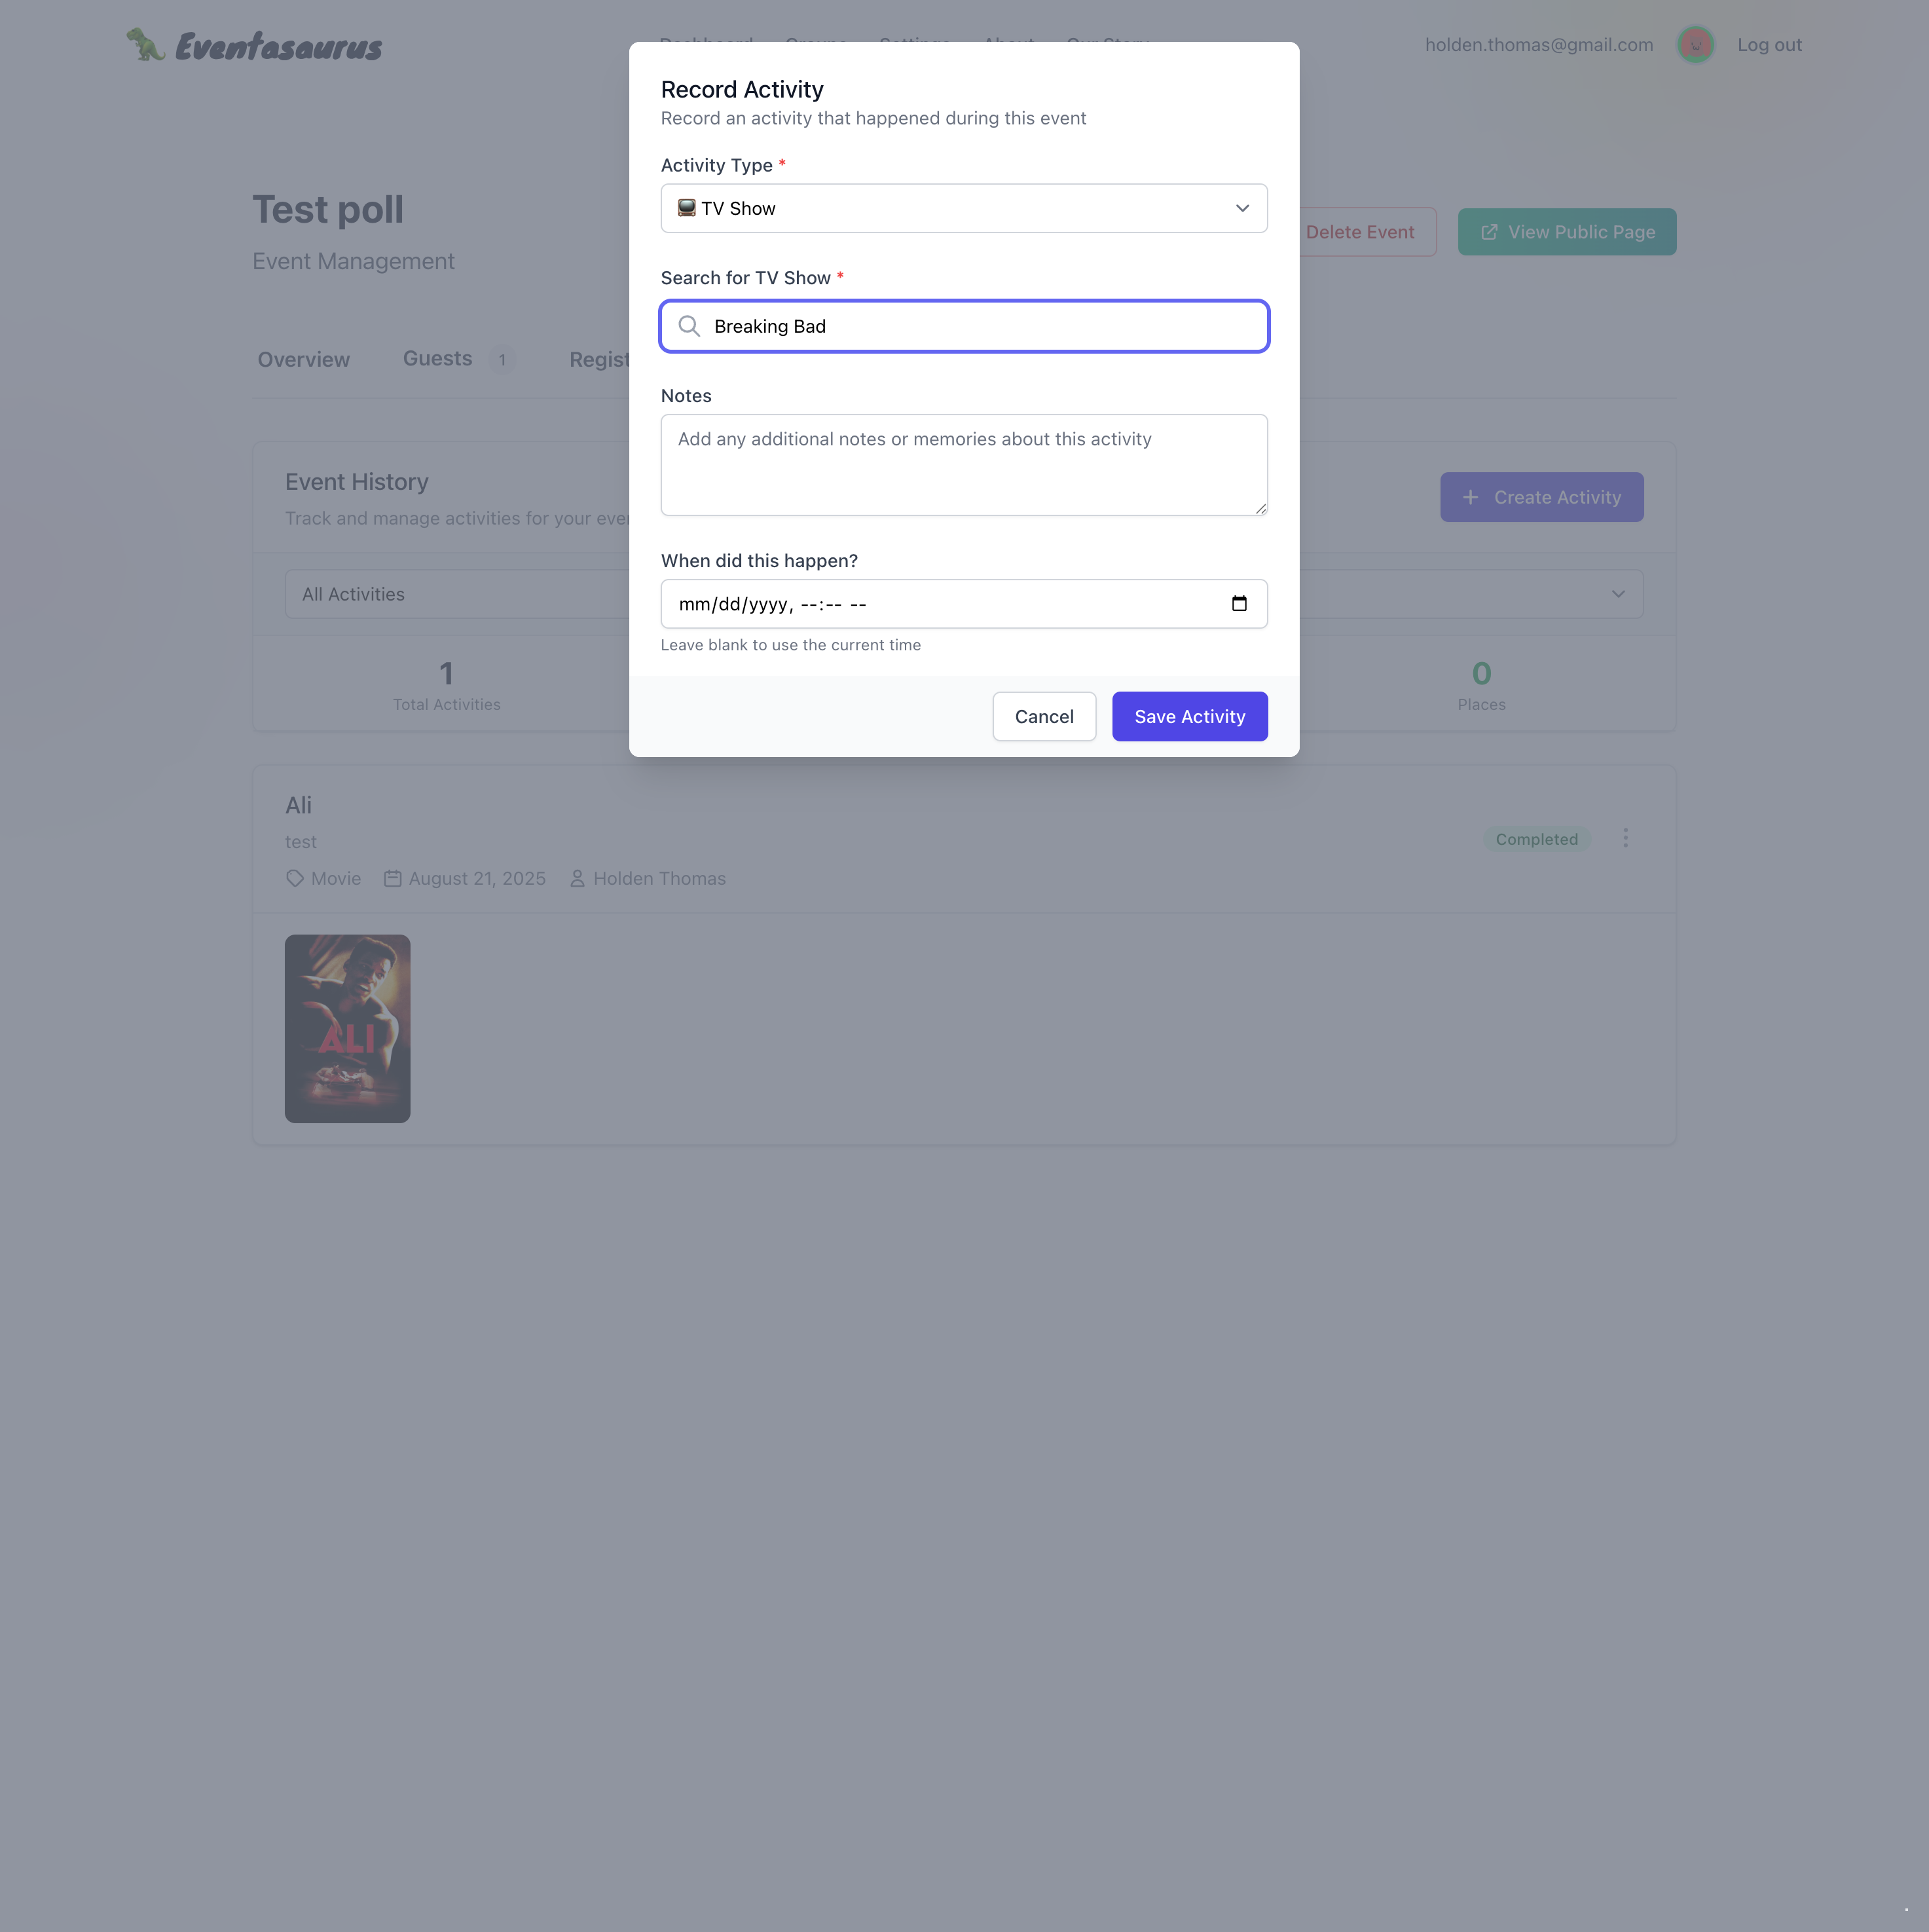 Eventasaurus
holden.thomas@gmail.com
Log out
Record Activity
Record an activity that happened during this event
Activity Type *
TV Show
Search for TV Show *
Breaking Bad
Notes
Add any additional notes or memories about this activity
When did this happen?
mm/dd/yyyy, --:-- --
Leave blank to use the current time
Cancel
Save Activity
Test poll
Event Management
Delete Event
View Public Page
Overview
Guests 1
Regist
Event History
Track and manage activities for your eve
+ Create Activity
All Activities
1
Total Activities
0
Places
Ali
test
Completed
Movie August 21, 2025 Holden Thomas
ALI